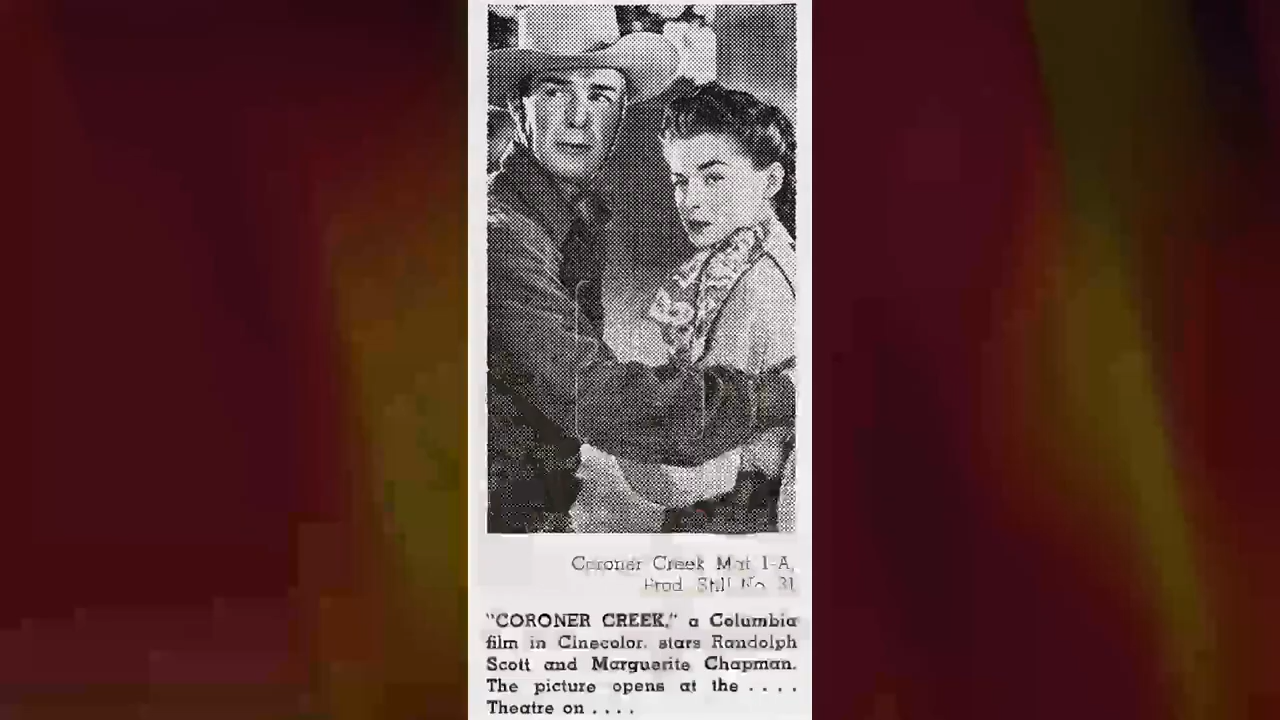 Coroner Creek Mat 1-A,
Prod. Still No. 31
"CORONER CREEK," a Columbia
film in Cinecolor, stars Randolph
Scott and Marguerite Chapman.
The picture opens at the . . . .
Theatre on . . . .